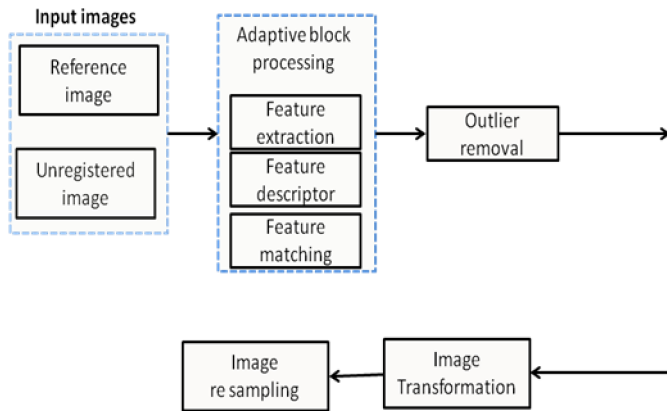 Input images
Reference
image
Unregistered
image
Adaptive block
processing
Feature
extraction
Feature
descriptor
Feature
matching
Outlier
removal
Image
Transformation
Image
re sampling